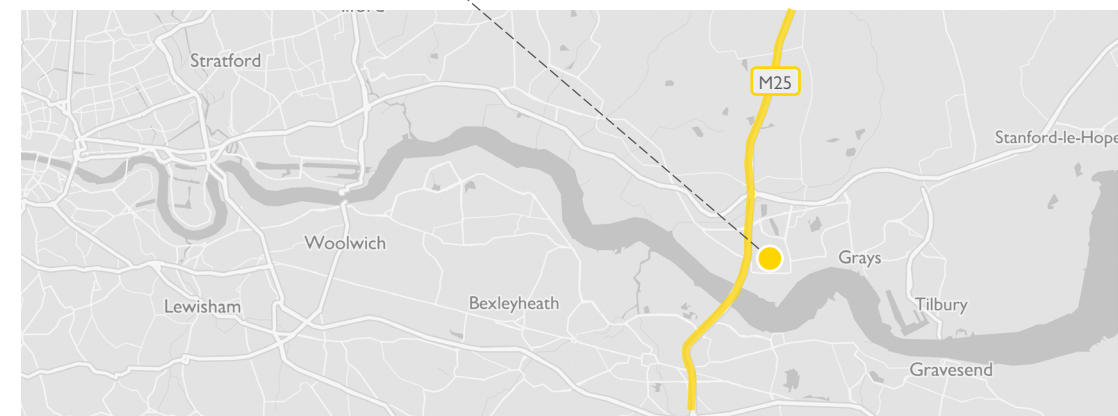 Stratford
M25
Stanford-le-Hope
Woolwich
Grays
Lewisham
Bexleyheath
Tilbury
Gravesend